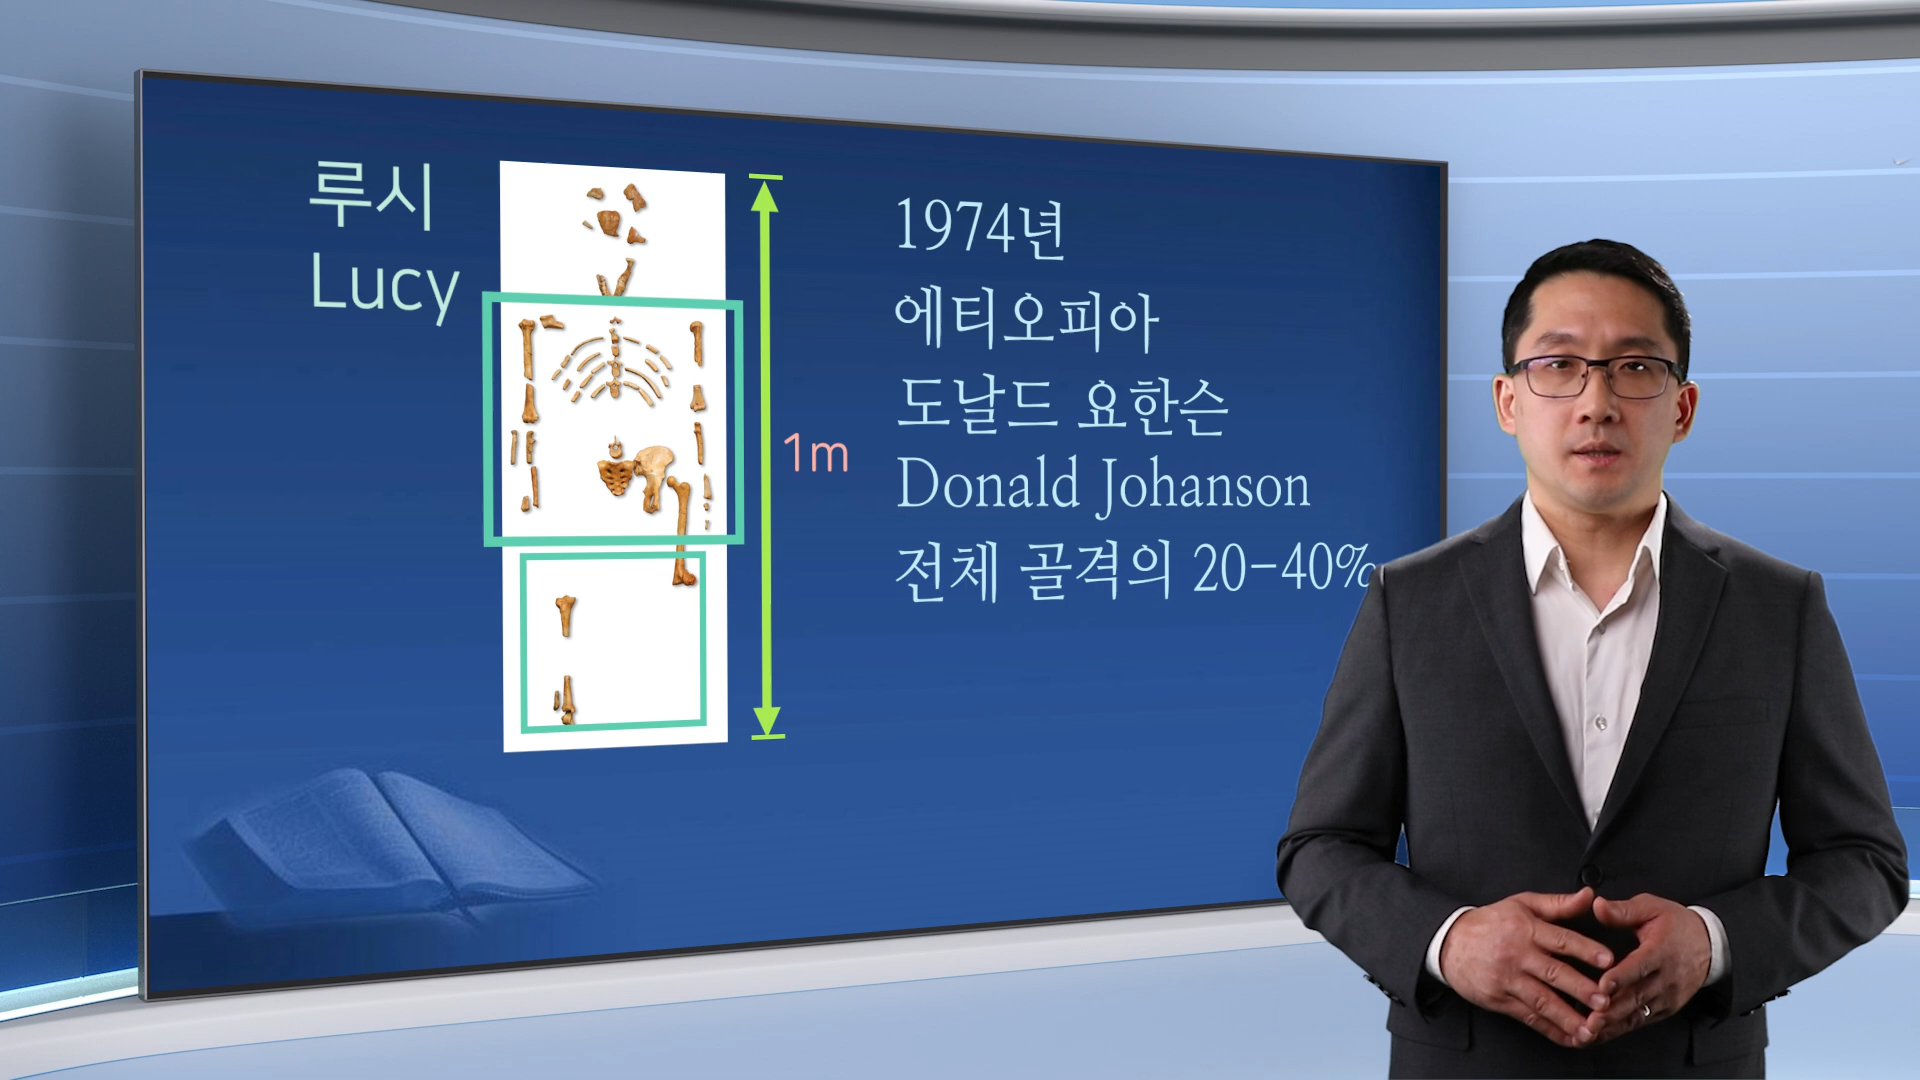 루시
Lucy
1m
1974년
에티오피아
도날드 요한슨
Donald Johanson
전체 골격의 20-40%